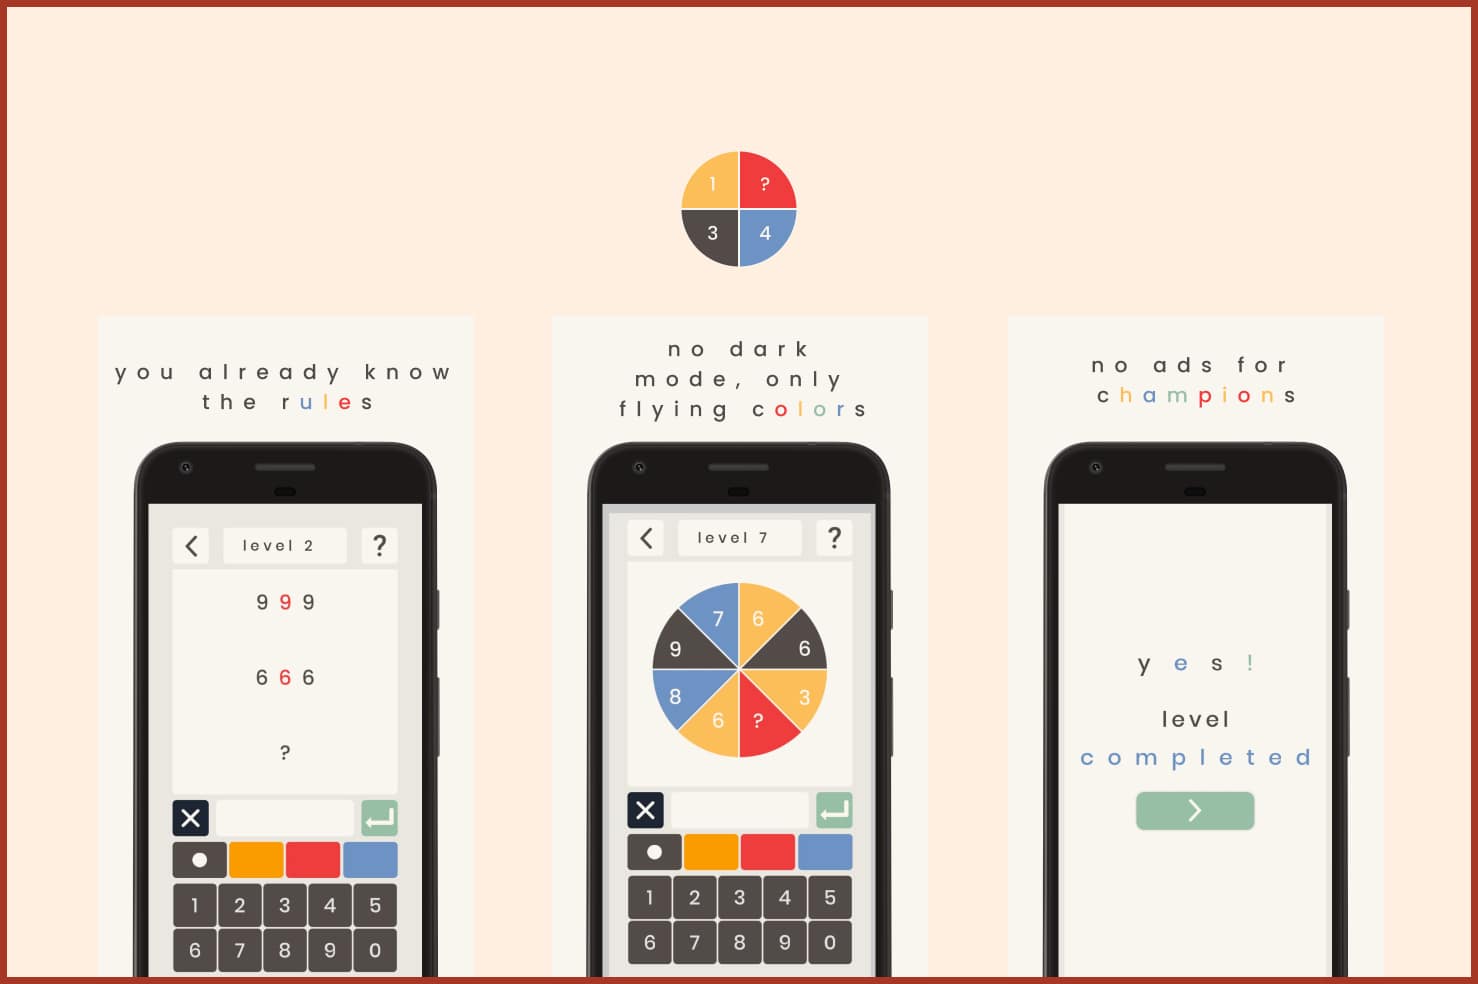 1 ?
3 4
you already know
the rules
level 2 ?
9 9 9
6 6 6
?
1 2 3 4 5
6 7 8 9 0
no dark
mode, only
flying colors
level 7 ?
7 6
9 6
8 3
6 ?
1 2 3 4 5
6 7 8 9 0
no ads for
champions
yes!
level
completed